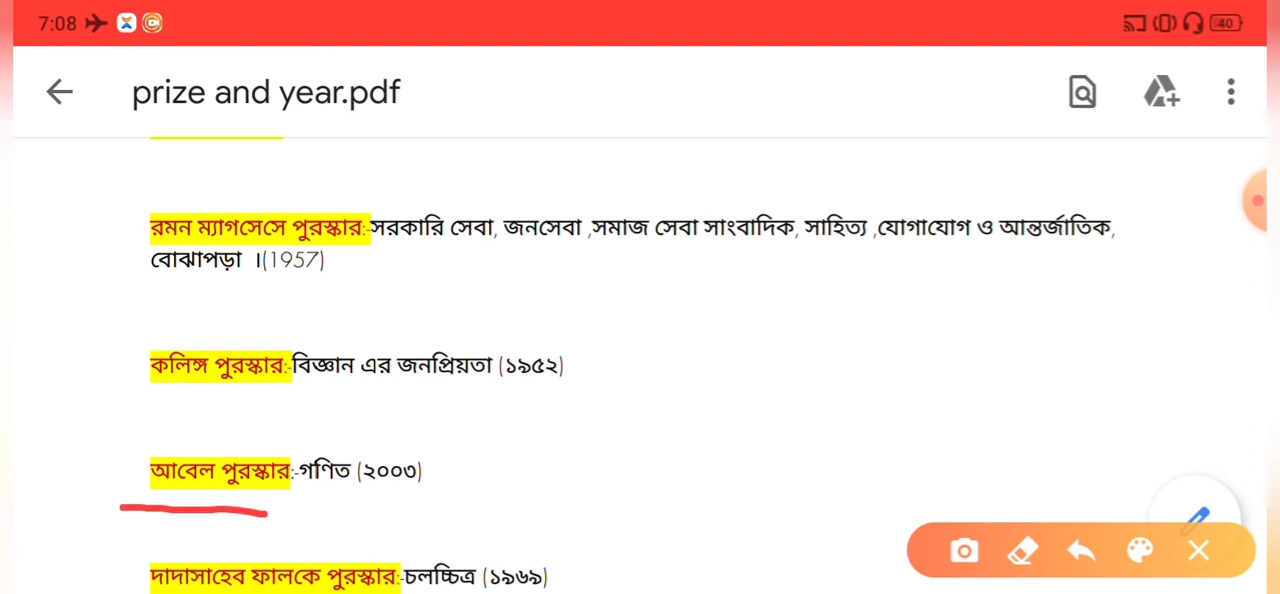 7:08
40
prize and year.pdf
রমন ম্যাগসেসে পুরস্কার:-সরকারি সেবা, জনসেবা ,সমাজ সেবা সাংবাদিক, সাহিত্য ,যোগাযোগ ও আন্তর্জাতিক,
বোঝাপড়া ।(1957)
কলিঙ্গ পুরস্কার:-বিজ্ঞান এর জনপ্রিয়তা (১৯৫২)
আবেল পুরস্কার:-গণিত (২০০৩)
দাদাসাহেব ফালকে পুরস্কার:-চলচ্চিত্র (১৯৬৯)